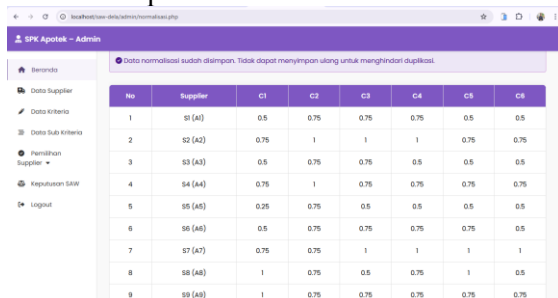 localhost/saw-dela/admin/normalisasi.php
SPK Apotek – Admin
Beranda
Data Supplier
Data Kriteria
Data Sub Kriteria
Pemilihan
Supplier
Keputusan SAW
Logout
Data normalisasi sudah disimpan. Tidak dapat menyimpan ulang untuk menghindari duplikasi.
No Supplier C1 C2 C3 C4 C5 C6
1 S1 (A1) 0.5 0.75 0.75 0.75 0.5 0.5
2 S2 (A2) 0.75 1 1 1 0.75 0.75
3 S3 (A3) 0.5 0.75 0.75 0.5 0.5 0.5
4 S4 (A4) 0.75 1 0.75 0.75 0.75 0.75
5 S5 (A5) 0.25 0.75 0.5 0.5 0.5 0.5
6 S6 (A6) 0.5 0.75 0.75 0.75 0.75 0.5
7 S7 (A7) 0.75 0.75 1 1 1 1
8 S8 (A8) 1 0.75 0.5 0.75 1 0.5
9 S9 (A9) 1 0.75 0.75 0.75 0.75 0.75